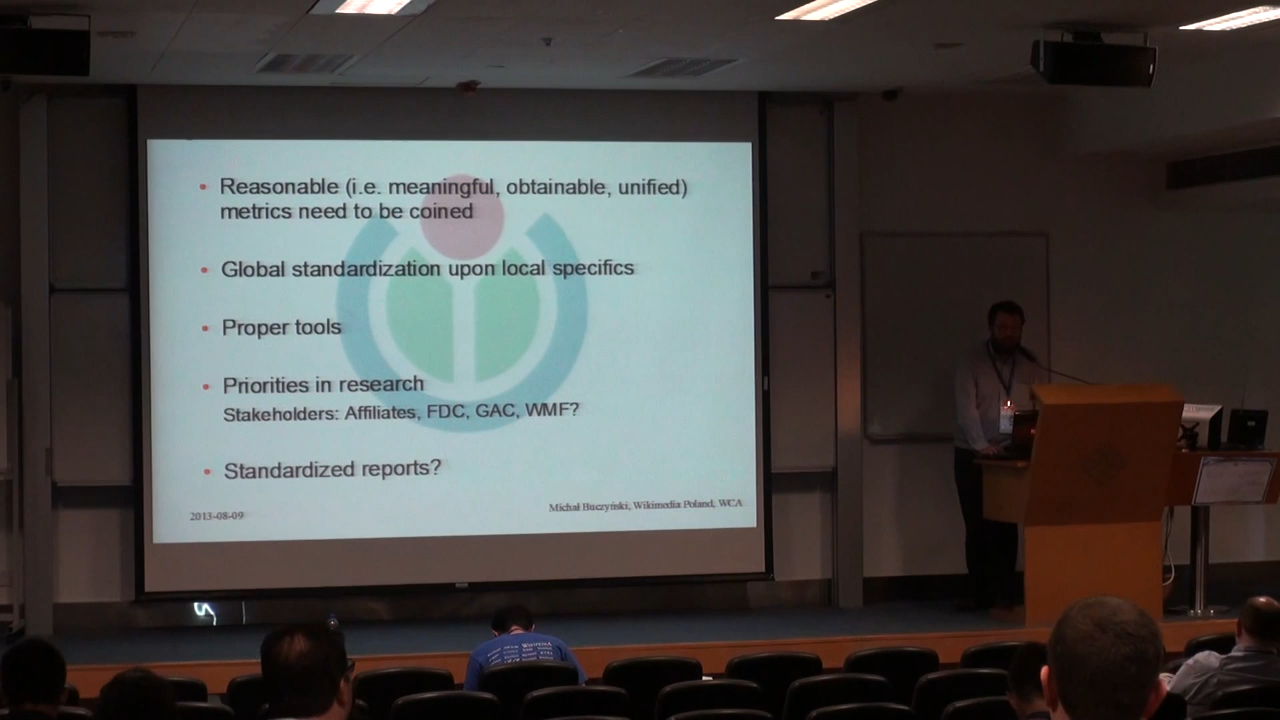 Reasonable (i.e. meaningful, obtainable, unified)
metrics need to be coined
Global standardization upon local specifics
Proper tools
Priorities in research
Stakeholders: Affiliates, FDC, GAC, WMF?
Standardized reports?
2013-08-09
Michał Buczyński, Wikimedia Poland, WCA
WIKIPEDIA